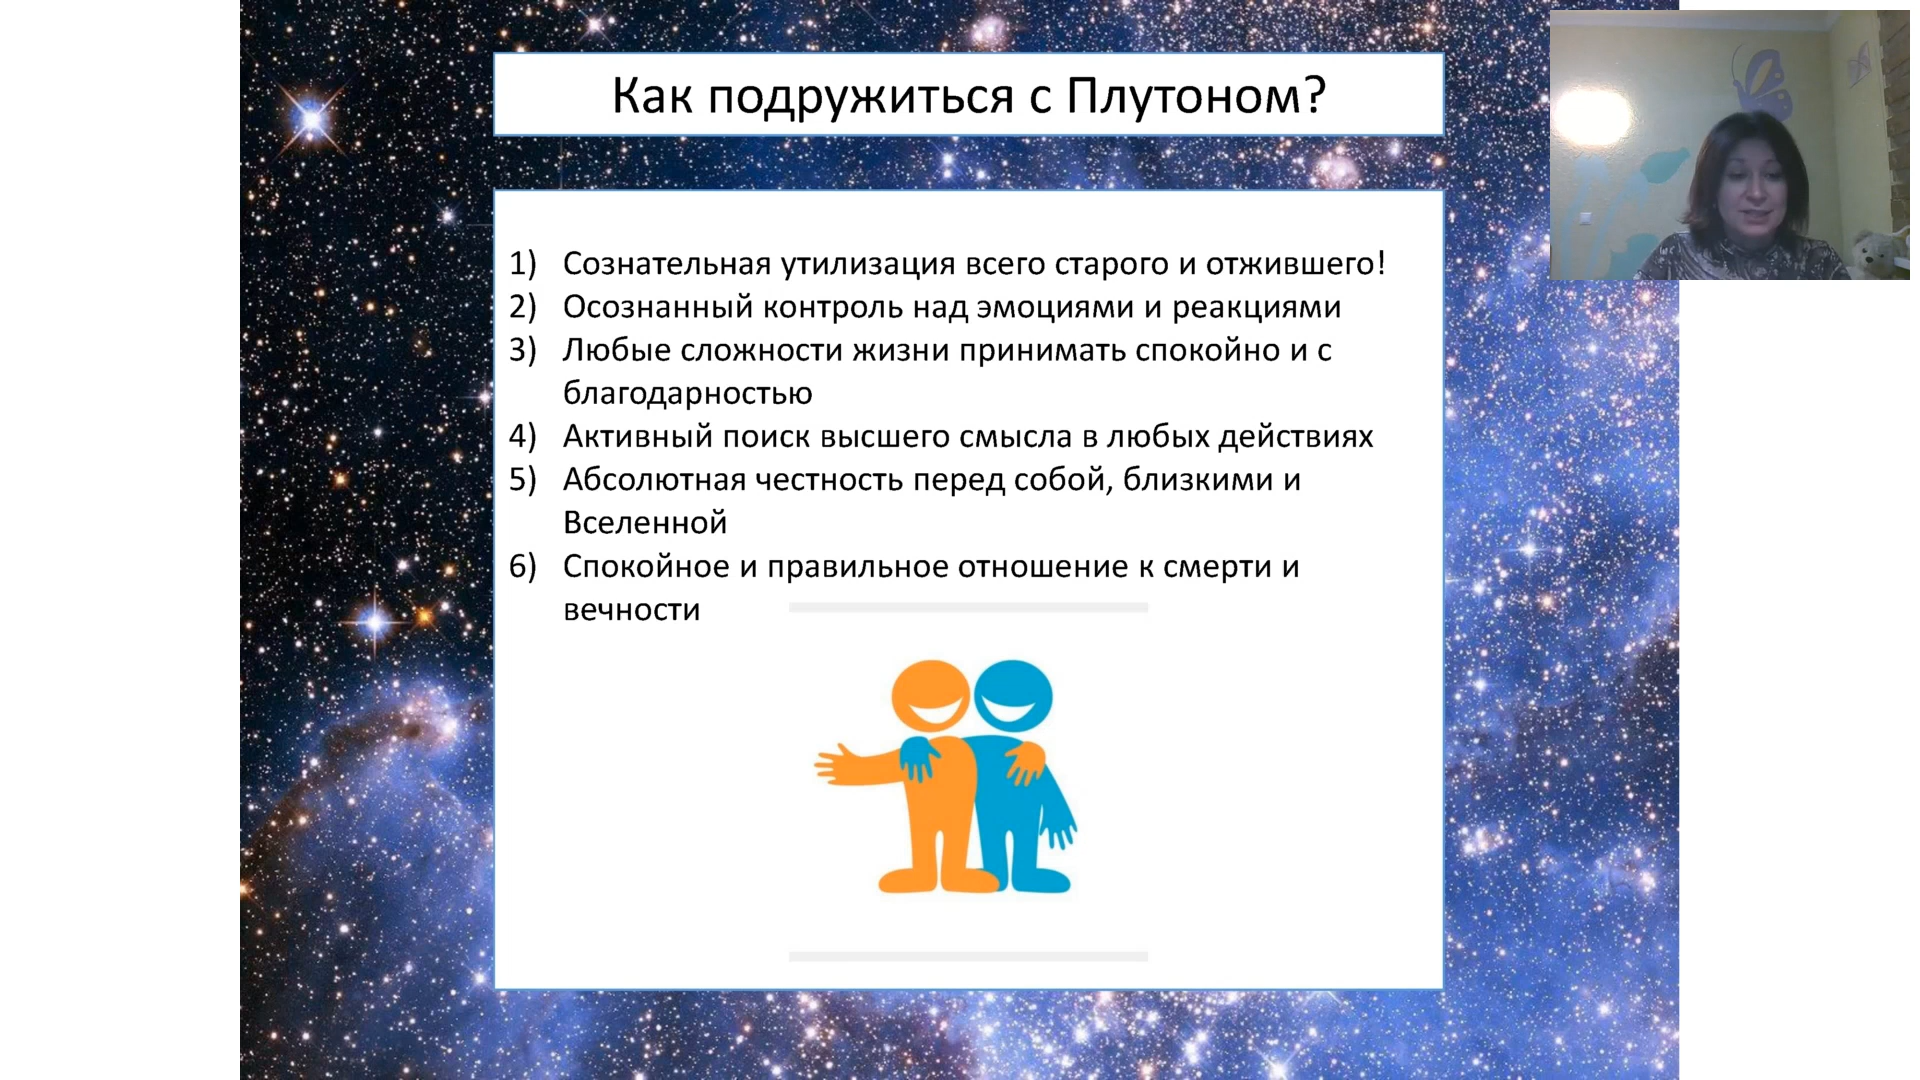 Как подружиться с Плутоном?
1) Сознательная утилизация всего старого и отжившего!
2) Осознанный контроль над эмоциями и реакциями
3) Любые сложности жизни принимать спокойно и с
благодарностью
4) Активный поиск высшего смысла в любых действиях
5) Абсолютная честность перед собой, близкими и
Вселенной
6) Спокойное и правильное отношение к смерти и
вечности